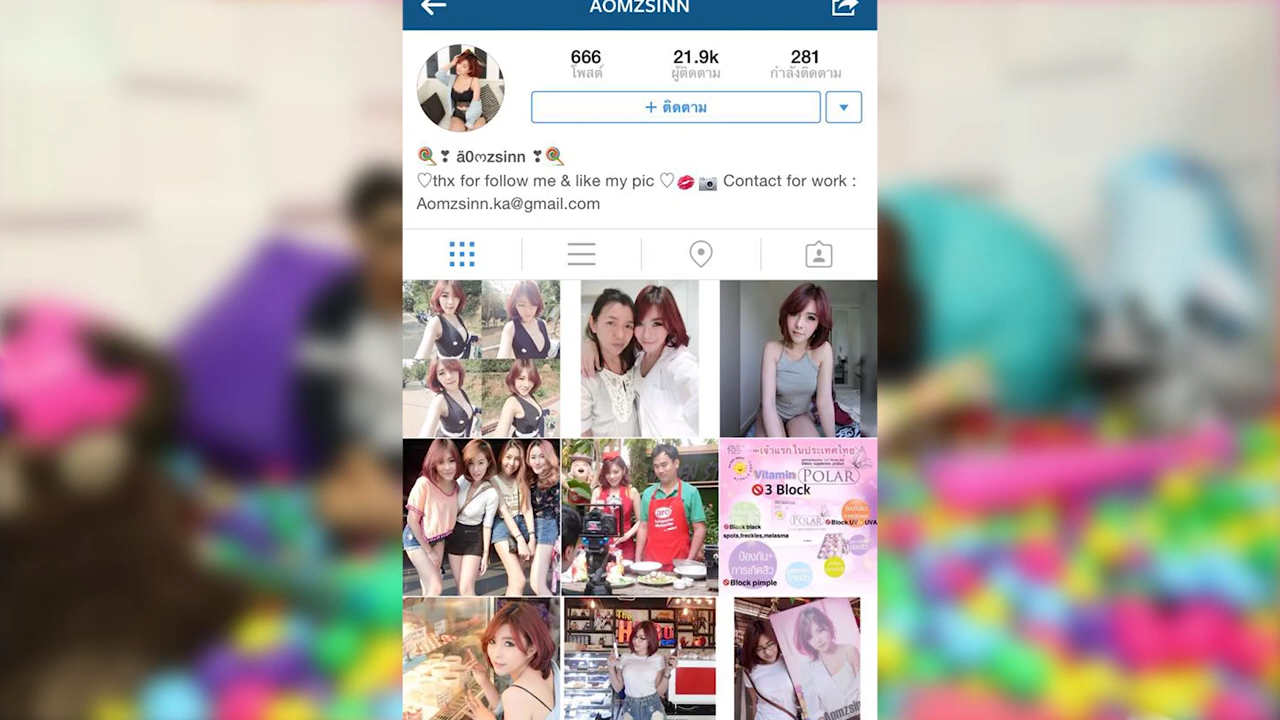 AOMZSINN
666
21.9k
281
โพสต์
ผู้ติดตาม
กำลังติดตาม
+ ติดตาม
ä0ოzsinn
♡thx for follow me & like my pic ♡ Contact for work :
Aomzsinn.ka@gmail.com
เจ้าแรกในประเทศไทย
Vitamin POLAR
3 Block
POLAR
Block UV UVA
Block black
spots,freckles,melasma
ป้องกัน
การเกิดสิว
Block pimple
aro
The
Aomzsinn